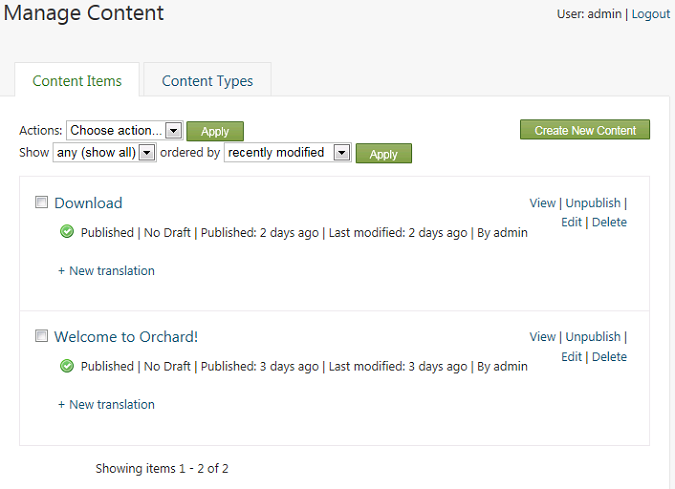 Manage Content
User: admin | Logout
Content Items
Content Types
Actions: Choose action... Apply
Create New Content
Show any (show all) ordered by recently modified Apply
Download
View | Unpublish |
Edit | Delete
Published | No Draft | Published: 2 days ago | Last modified: 2 days ago | By admin
+ New translation
Welcome to Orchard!
View | Unpublish |
Edit | Delete
Published | No Draft | Published: 3 days ago | Last modified: 3 days ago | By admin
+ New translation
Showing items 1 - 2 of 2